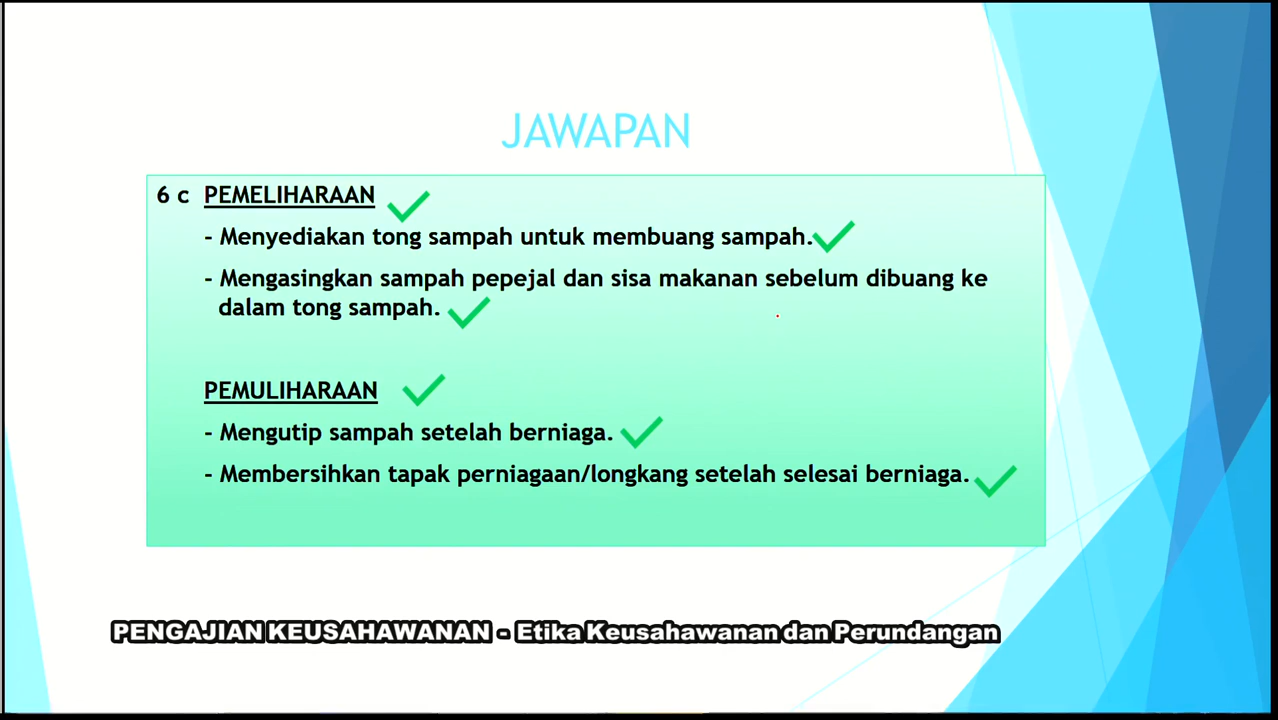 JAWAPAN
6 c PEMELIHARAAN
- Menyediakan tong sampah untuk membuang sampah.
- Mengasingkan sampah pepejal dan sisa makanan sebelum dibuang ke
dalam tong sampah.
PEMULIHARAAN
- Mengutip sampah setelah berniaga.
- Membersihkan tapak perniagaan/longkang setelah selesai berniaga.
PENGAJIAN KEUSAHAWANAN - Etika Keusahawanan dan Perundangan